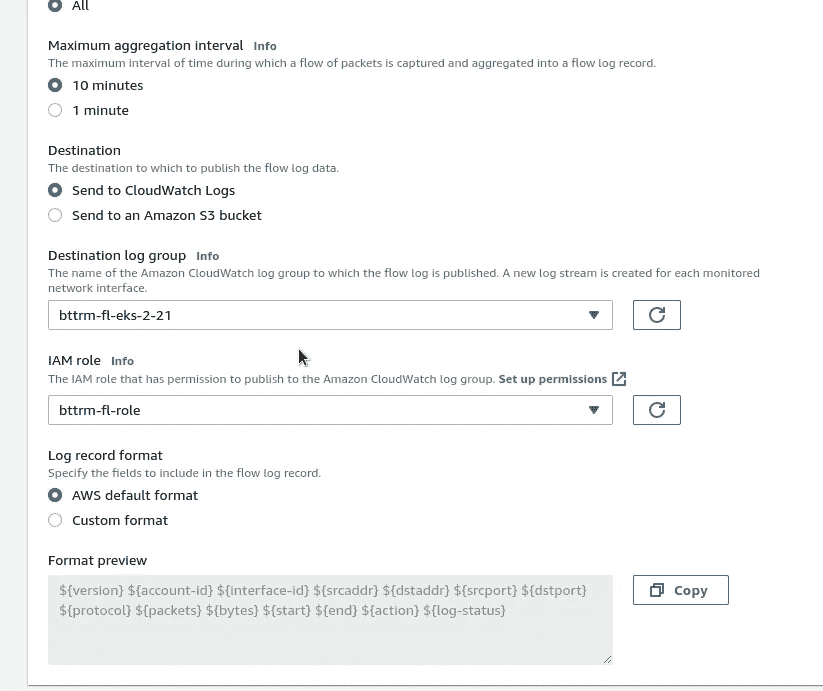 All
Maximum aggregation interval Info
The maximum interval of time during which a flow of packets is captured and aggregated into a flow log record.
10 minutes
1 minute
Destination
The destination to which to publish the flow log data.
Send to CloudWatch Logs
Send to an Amazon S3 bucket
Destination log group Info
The name of the Amazon CloudWatch log group to which the flow log is published. A new log stream is created for each monitored
network interface.
bttrm-fl-eks-2-21
IAM role Info
The IAM role that has permission to publish to the Amazon CloudWatch log group. Set up permissions
bttrm-fl-role
Log record format
Specify the fields to include in the flow log record.
AWS default format
Custom format
Format preview
${version} ${account-id} ${interface-id} ${srcaddr} ${dstaddr} ${srcport} ${dstport}
${protocol} ${packets} ${bytes} ${start} ${end} ${action} ${log-status}
Copy